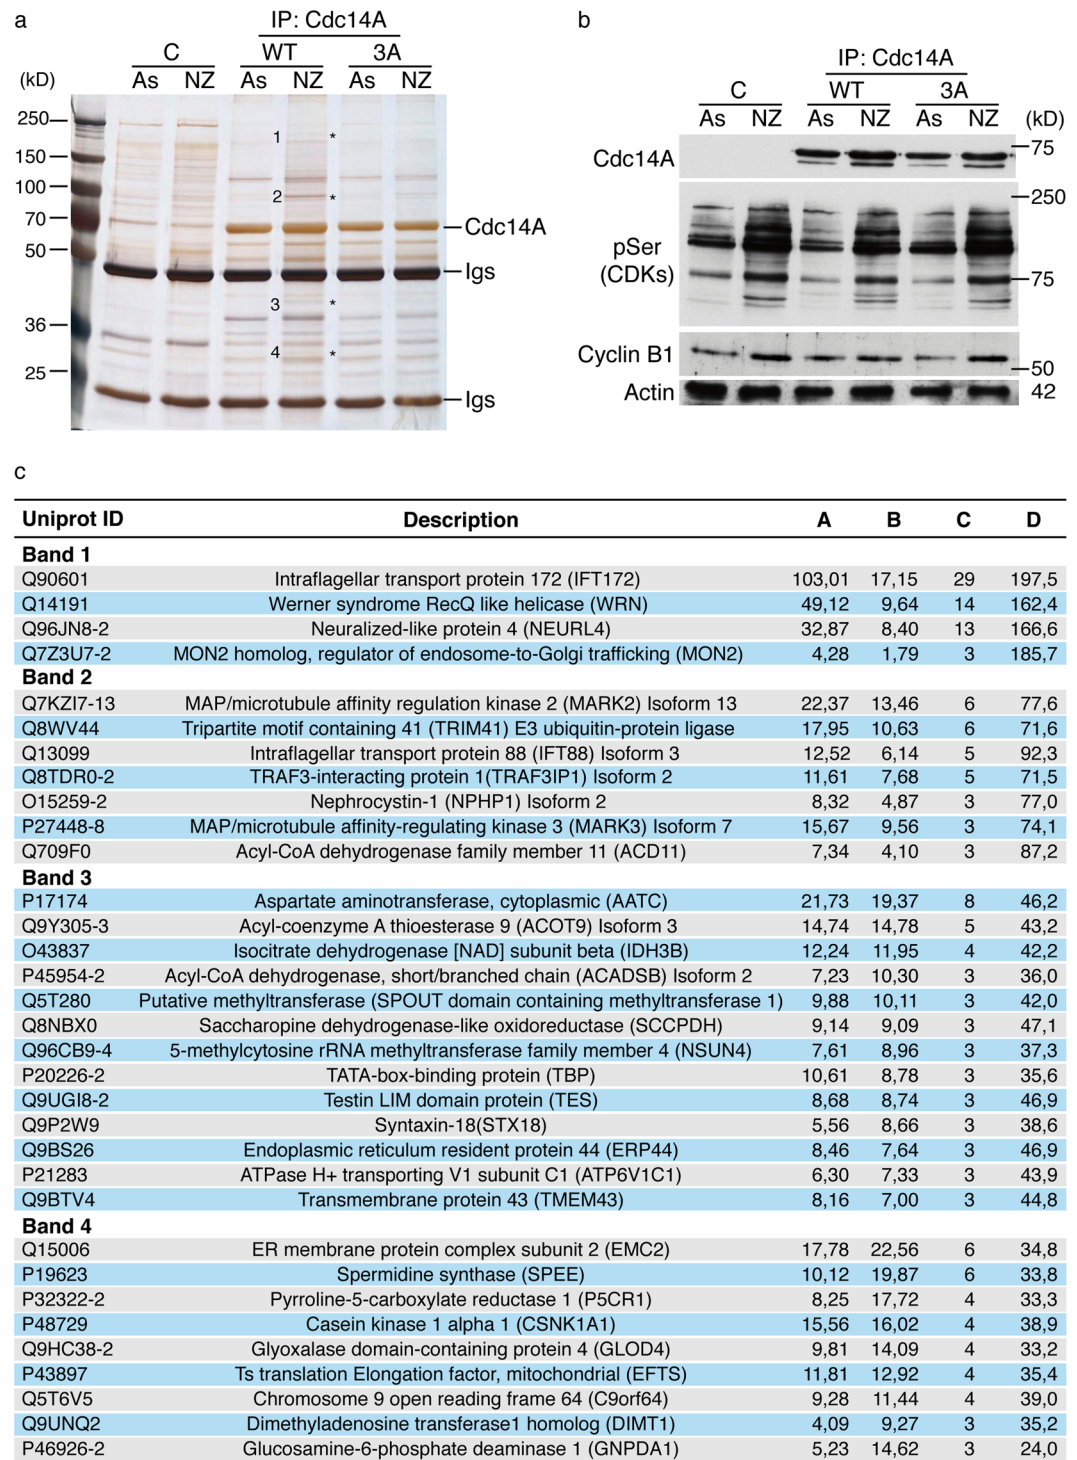 a
IP: Cdc14A
C WT 3A
(kD) As NZ As NZ As NZ
250
150
100
70
50
36
25
1 *
2 *
3 *
4 *
Cdc14A
Igs
Igs
b
IP: Cdc14A
C WT 3A
As NZ As NZ As NZ (kD)
Cdc14A 75
250
pSer
(CDKs) 75
Cyclin B1 50
Actin 42
c
Uniprot ID Description A B C D
Band 1
Q90601 Intraflagellar transport protein 172 (IFT172) 103,01 17,15 29 197,5
Q14191 Werner syndrome RecQ like helicase (WRN) 49,12 9,64 14 162,4
Q96JN8-2 Neuralized-like protein 4 (NEURL4) 32,87 8,40 13 166,6
Q7Z3U7-2 MON2 homolog, regulator of endosome-to-Golgi trafficking (MON2) 4,28 1,79 3 185,7
Band 2
Q7KZI7-13 MAP/microtubule affinity regulation kinase 2 (MARK2) Isoform 13 22,37 13,46 6 77,6
Q8WV44 Tripartite motif containing 41 (TRIM41) E3 ubiquitin-protein ligase 17,95 10,63 6 71,6
Q13099 Intraflagellar transport protein 88 (IFT88) Isoform 3 12,52 6,14 5 92,3
Q8TDR0-2 TRAF3-interacting protein 1(TRAF3IP1) Isoform 2 11,61 7,68 5 71,5
O15259-2 Nephrocystin-1 (NPHP1) Isoform 2 8,32 4,87 3 77,0
P27448-8 MAP/microtubule affinity-regulating kinase 3 (MARK3) Isoform 7 15,67 9,56 3 74,1
Q709F0 Acyl-CoA dehydrogenase family member 11 (ACD11) 7,34 4,10 3 87,2
Band 3
P17174 Aspartate aminotransferase, cytoplasmic (AATC) 21,73 19,37 8 46,2
Q9Y305-3 Acyl-coenzyme A thioesterase 9 (ACOT9) Isoform 3 14,74 14,78 5 43,2
O43837 Isocitrate dehydrogenase [NAD] subunit beta (IDH3B) 12,24 11,95 4 42,2
P45954-2 Acyl-CoA dehydrogenase, short/branched chain (ACADSB) Isoform 2 7,23 10,30 3 36,0
Q5T280 Putative methyltransferase (SPOUT domain containing methyltransferase 1) 9,88 10,11 3 42,0
Q8NBX0 Saccharopine dehydrogenase-like oxidoreductase (SCCPDH) 9,14 9,09 3 47,1
Q96CB9-4 5-methylcytosine rRNA methyltransferase family member 4 (NSUN4) 7,61 8,96 3 37,3
P20226-2 TATA-box-binding protein (TBP) 10,61 8,78 3 35,6
Q9UGI8-2 Testin LIM domain protein (TES) 8,68 8,74 3 46,9
Q9P2W9 Syntaxin-18(STX18) 5,56 8,66 3 38,6
Q9BS26 Endoplasmic reticulum resident protein 44 (ERP44) 8,46 7,64 3 46,9
P21283 ATPase H+ transporting V1 subunit C1 (ATP6V1C1) 6,30 7,33 3 43,9
Q9BTV4 Transmembrane protein 43 (TMEM43) 8,16 7,00 3 44,8
Band 4
Q15006 ER membrane protein complex subunit 2 (EMC2) 17,78 22,56 6 34,8
P19623 Spermidine synthase (SPEE) 10,12 19,87 6 33,8
P32322-2 Pyrroline-5-carboxylate reductase 1 (P5CR1) 8,25 17,72 4 33,3
P48729 Casein kinase 1 alpha 1 (CSNK1A1) 15,56 16,02 4 38,9
Q9HC38-2 Glyoxalase domain-containing protein 4 (GLOD4) 9,81 14,09 4 33,2
P43897 Ts translation Elongation factor, mitochondrial (EFTS) 11,81 12,92 4 35,4
Q5T6V5 Chromosome 9 open reading frame 64 (C9orf64) 9,28 11,44 4 39,0
Q9UNQ2 Dimethyladenosine transferase1 homolog (DIMT1) 4,09 9,27 3 35,2
P46926-2 Glucosamine-6-phosphate deaminase 1 (GNPDA1) 5,23 14,62 3 24,0